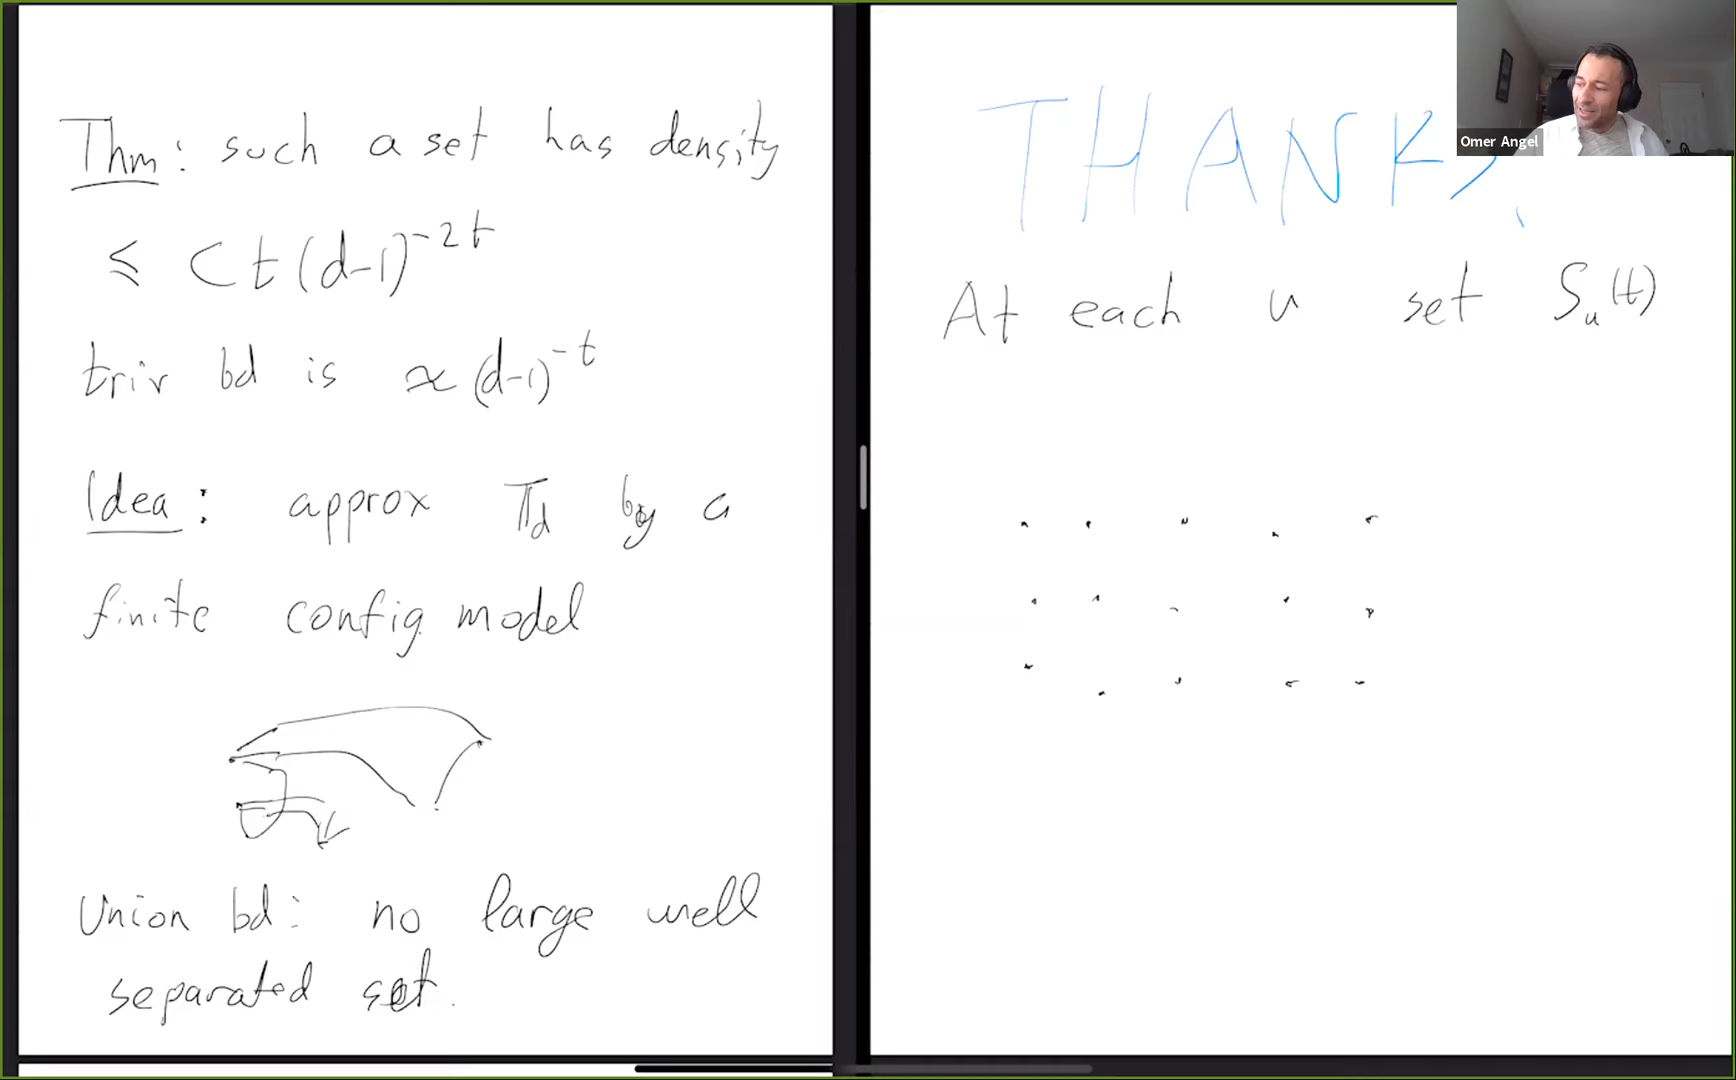 Thm: such a set has density
≤ C t (d-1)^{-2t}
triv bd is ≈ (d-1)^{-t}
Idea: approx 𝕋_d by a
finite config model
Union bd: no large well
separated set.
THANKS
Omer Angel
At each u set S_u(t)